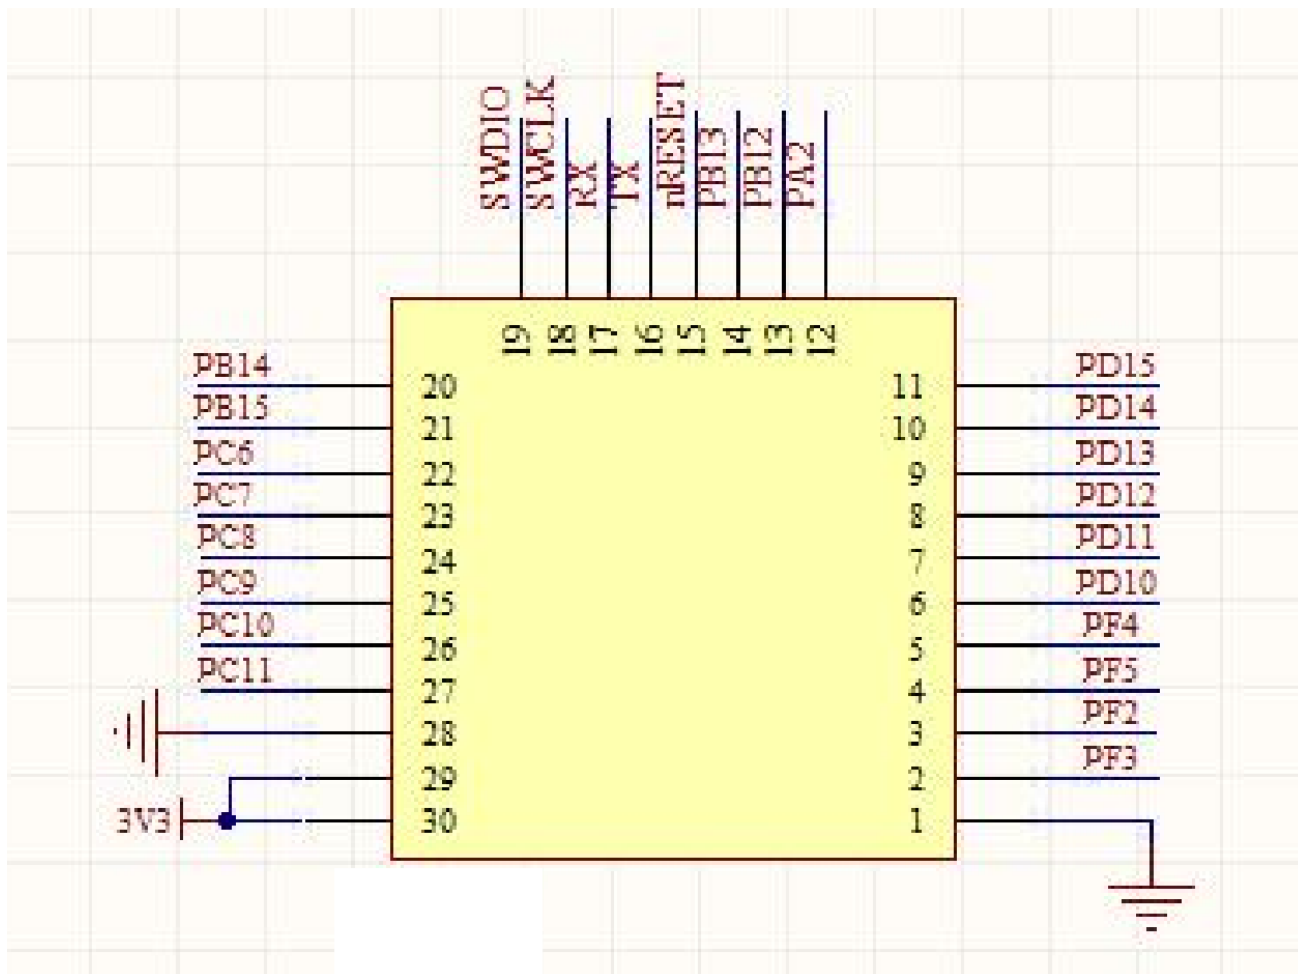 SWDIO
SWCLK
RX
TX
nRESET
PB13
PB12
PA2
19 18 17 16 15 14 13 12
PB14 20 11 PD15
PB15 21 10 PD14
PC6 22 9 PD13
PC7 23 8 PD12
PC8 24 7 PD11
PC9 25 6 PD10
PC10 26 5 PF4
PC11 27 4 PF5
28 3 PF2
29 2 PF3
3V3 30 1